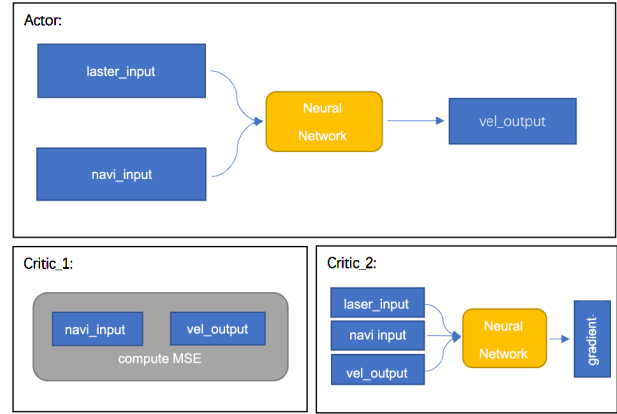 Actor:
laster_input
navi_input
Neural
Network
vel_output
Critic_1:
navi_input
vel_output
compute MSE
Critic_2:
laser_input
navi input
vel_output
Neural
Network
gradient